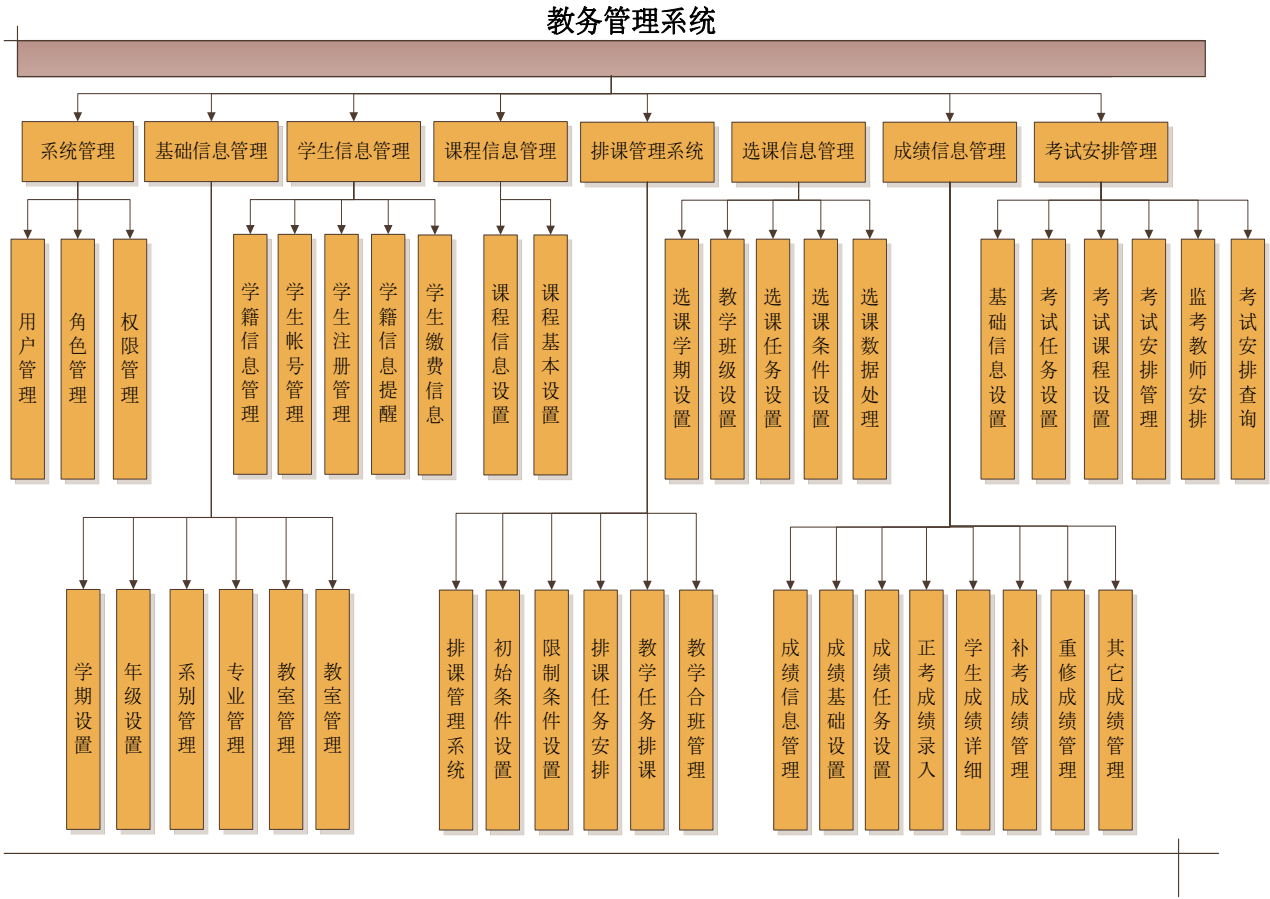 教务管理系统
系统管理
基础信息管理
学生信息管理
课程信息管理
排课管理系统
选课信息管理
成绩信息管理
考试安排管理
用户管理
角色管理
权限管理
学籍信息管理
学生帐号管理
学生注册管理
学籍信息提醒
学生缴费信息
课程信息设置
课程基本设置
选课学期设置
教学班级设置
选课任务设置
选课条件设置
选课数据处理
基础信息设置
考试任务设置
考试课程设置
考试安排管理
监考教师安排
考试安排查询
学期设置
年级设置
系别管理
专业管理
教室管理
教室管理
排课管理系统
初始条件设置
限制条件设置
排课任务安排
教学任务排课
教学合班管理
成绩信息管理
成绩基础设置
成绩任务设置
正考成绩录入
学生成绩详细
补考成绩管理
重修成绩管理
其它成绩管理